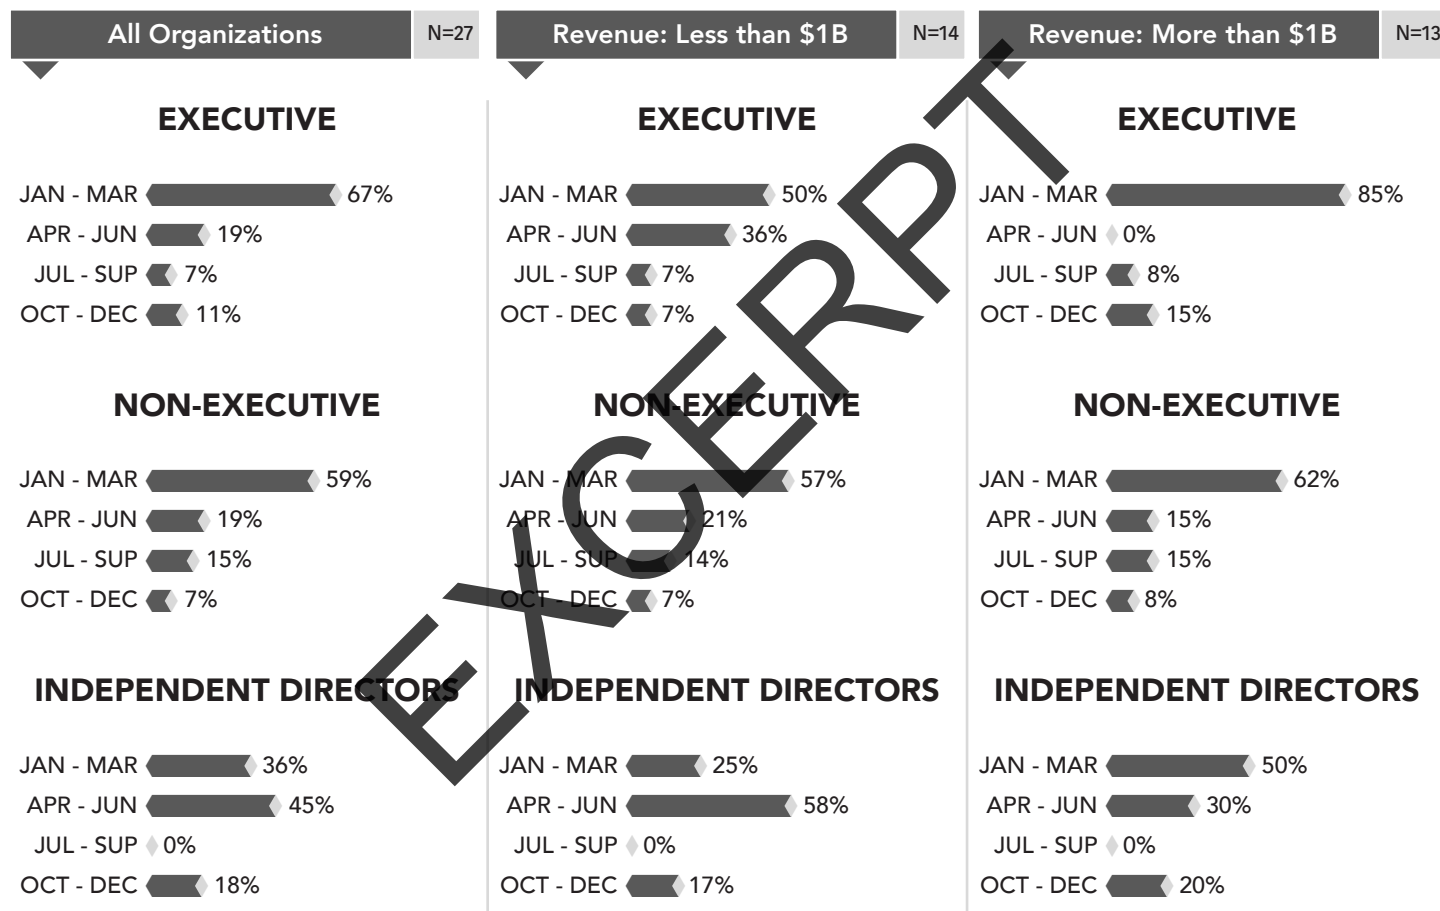 All Organizations N=27
EXECUTIVE
JAN - MAR 67%
APR - JUN 19%
JUL - SUP 7%
OCT - DEC 11%
NON-EXECUTIVE
JAN - MAR 59%
APR - JUN 19%
JUL - SUP 15%
OCT - DEC 7%
INDEPENDENT DIRECTORS
JAN - MAR 36%
APR - JUN 45%
JUL - SUP 0%
OCT - DEC 18%
Revenue: Less than $1B N=14
EXECUTIVE
JAN - MAR 50%
APR - JUN 36%
JUL - SUP 7%
OCT - DEC 7%
NON-EXECUTIVE
JAN - MAR 57%
APR - JUN 21%
JUL - SUP 14%
OCT - DEC 7%
INDEPENDENT DIRECTORS
JAN - MAR 25%
APR - JUN 58%
JUL - SUP 0%
OCT - DEC 17%
Revenue: More than $1B N=13
EXECUTIVE
JAN - MAR 85%
APR - JUN 0%
JUL - SUP 8%
OCT - DEC 15%
NON-EXECUTIVE
JAN - MAR 62%
APR - JUN 15%
JUL - SUP 15%
OCT - DEC 8%
INDEPENDENT DIRECTORS
JAN - MAR 50%
APR - JUN 30%
JUL - SUP 0%
OCT - DEC 20%
EXCERPT